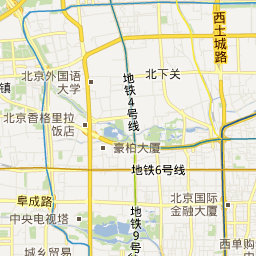 西土城路
北下关
北京外国语
大学
地铁4号线
镇
北京香格里拉
饭店
豪柏大厦
地铁6号线
阜成路
北京国际
金融大厦
中央电视塔
地铁9号
西单购
城乡贸易